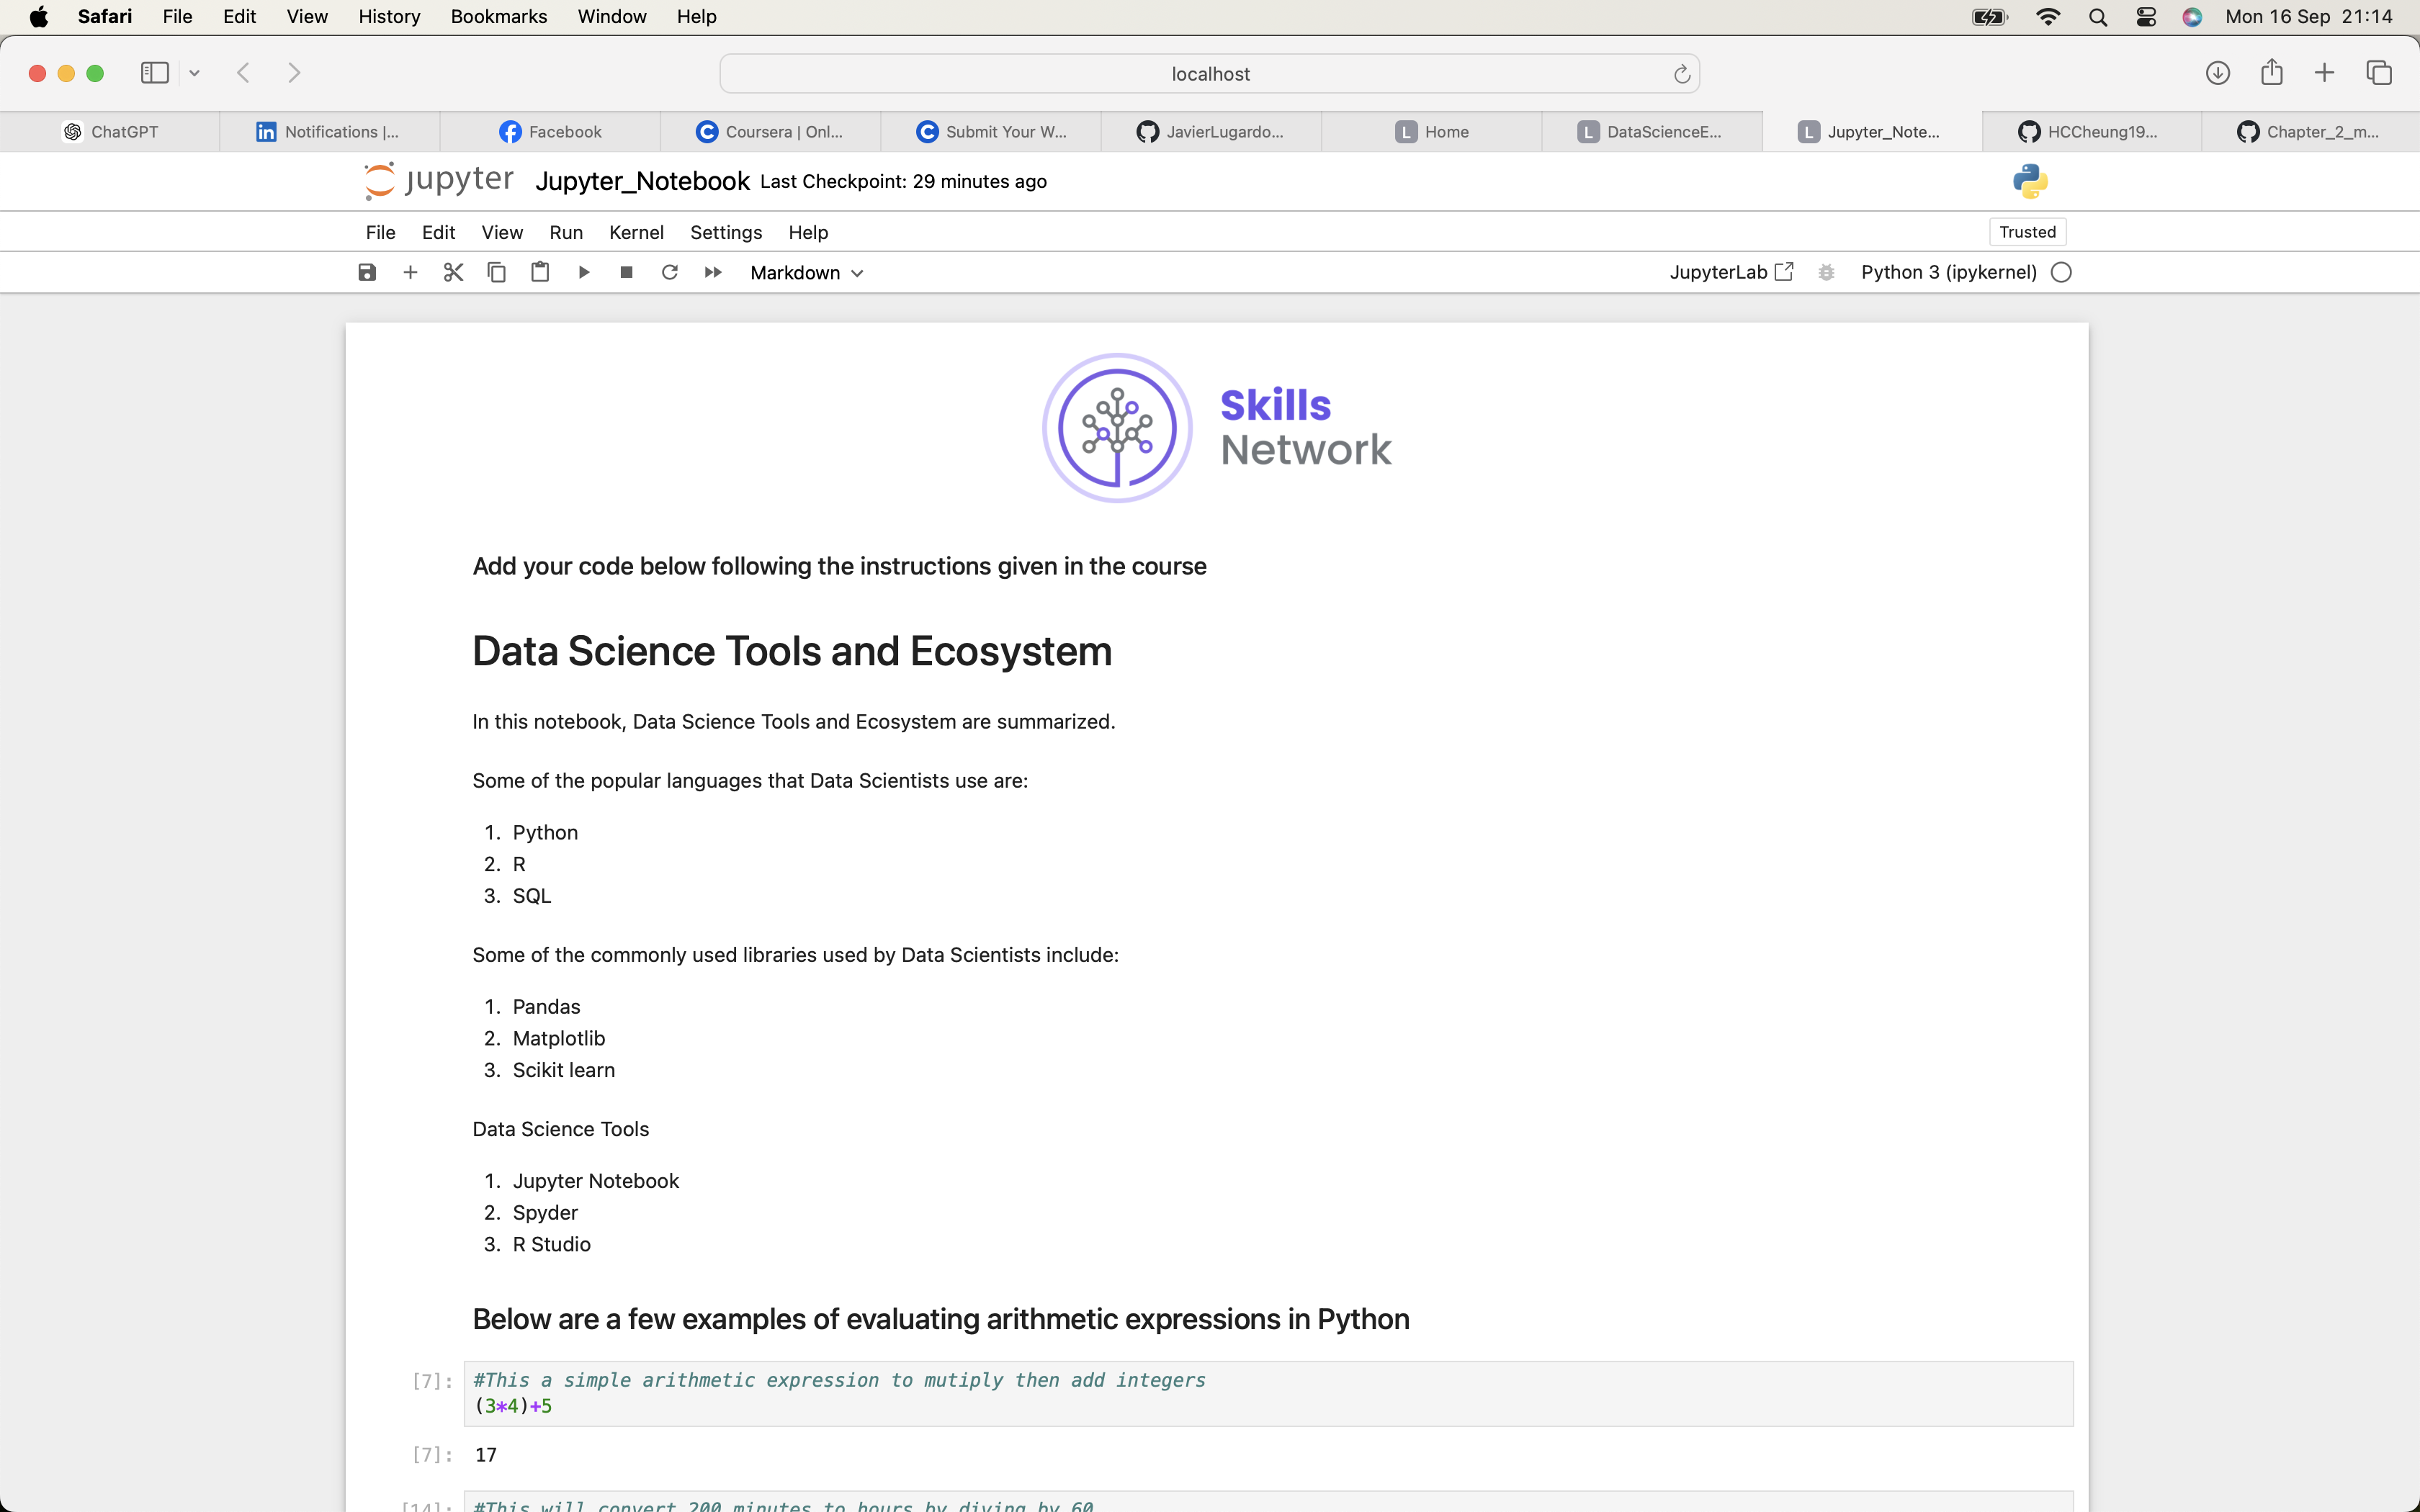 Safari File Edit View History Bookmarks Window Help Mon 16 Sep 21:14
localhost
ChatGPT Notifications |... Facebook Coursera | Onl... Submit Your W... JavierLugardo... L Home L DataScienceE... L Jupyter_Note... HCCheung19... Chapter_2_m...
jupyter Jupyter_Notebook Last Checkpoint: 29 minutes ago
File Edit View Run Kernel Settings Help Trusted
Markdown JupyterLab Python 3 (ipykernel)
Skills
Network
Add your code below following the instructions given in the course
Data Science Tools and Ecosystem
In this notebook, Data Science Tools and Ecosystem are summarized.
Some of the popular languages that Data Scientists use are:
1. Python
2. R
3. SQL
Some of the commonly used libraries used by Data Scientists include:
1. Pandas
2. Matplotlib
3. Scikit learn
Data Science Tools
1. Jupyter Notebook
2. Spyder
3. R Studio
Below are a few examples of evaluating arithmetic expressions in Python
[7]: #This a simple arithmetic expression to mutiply then add integers
(3*4)+5
[7]: 17
[14]: #This will convert 200 minutes to hours by diving by 60